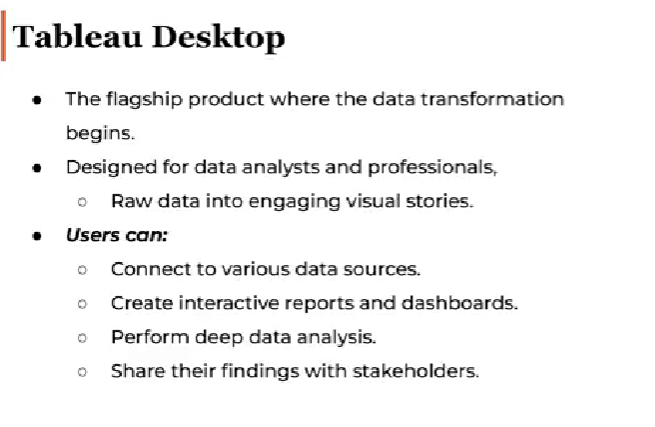 Tableau Desktop
● The flagship product where the data transformation
begins.
● Designed for data analysts and professionals,
○ Raw data into engaging visual stories.
● Users can:
○ Connect to various data sources.
○ Create interactive reports and dashboards.
○ Perform deep data analysis.
○ Share their findings with stakeholders.